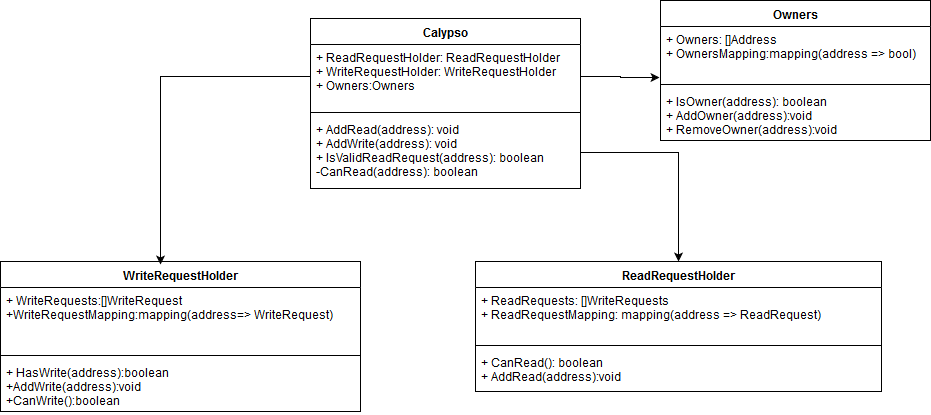 Calypso
+ ReadRequestHolder: ReadRequestHolder
+ WriteRequestHolder: WriteRequestHolder
+ Owners:Owners
+ AddRead(address): void
+ AddWrite(address): void
+ IsValidReadRequest(address): boolean
-CanRead(address): boolean
Owners
+ Owners: []Address
+ OwnersMapping:mapping(address => bool)
+ IsOwner(address): boolean
+ AddOwner(address):void
+ RemoveOwner(address):void
WriteRequestHolder
+ WriteRequests:[]WriteRequest
+WriteRequestMapping:mapping(address=> WriteRequest)
+ HasWrite(address):boolean
+AddWrite(address):void
+CanWrite():boolean
ReadRequestHolder
+ ReadRequests: []WriteRequests
+ ReadRequestMapping: mapping(address => ReadRequest)
+ CanRead(): boolean
+ AddRead(address):void